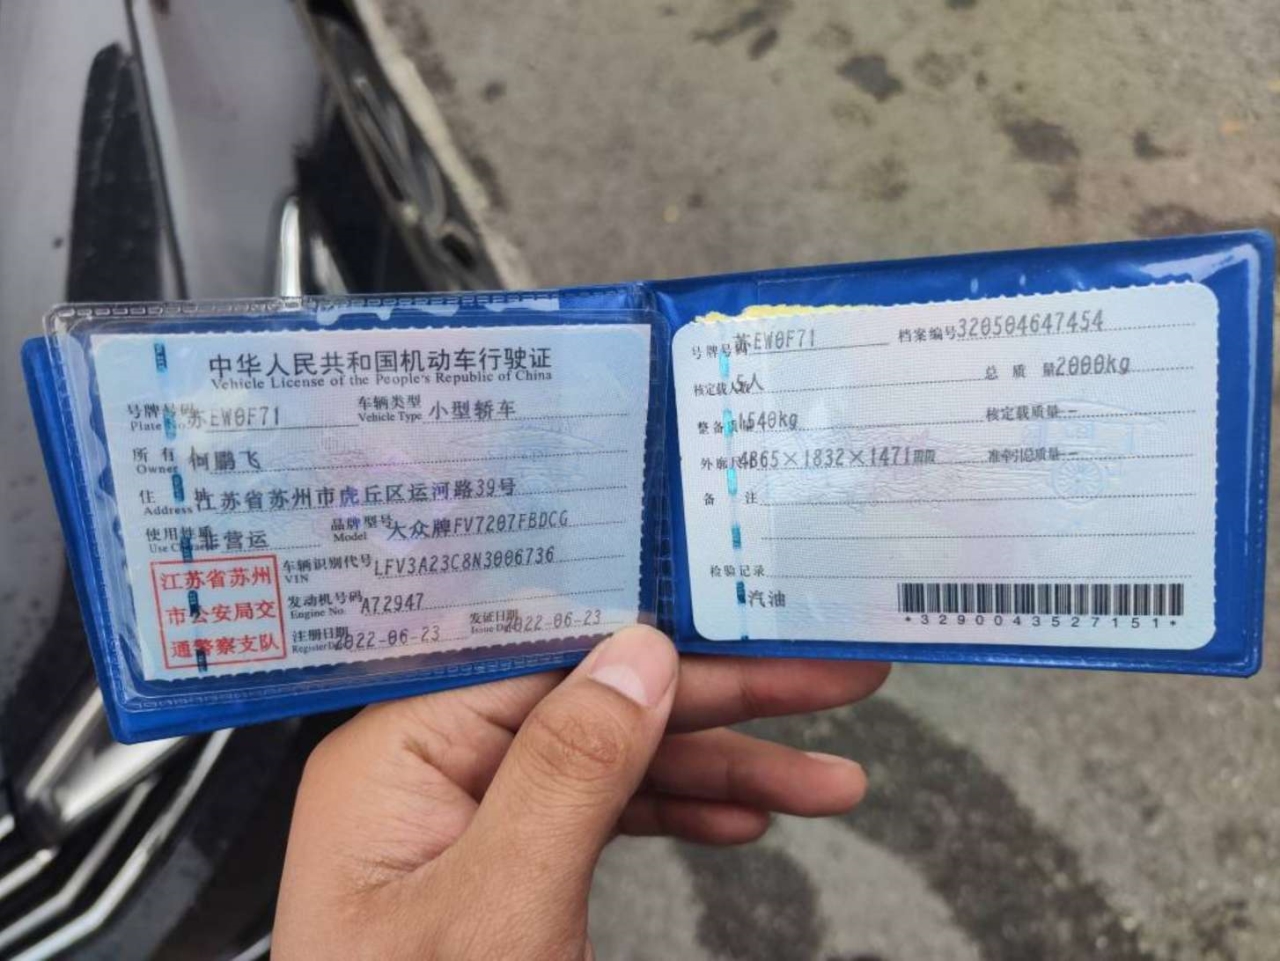 中华人民共和国机动车行驶证
Vehicle License of the People's Republic of China
号牌号码 苏EW0F71 车辆类型 小型轿车
Plate No. Vehicle Type
所有人 何鹏飞
Owner
住址 江苏省苏州市虎丘区运河路39号
Address
使用性质 非营运 品牌型号 大众牌FV7207FBDCG
Use Character Model
江苏省苏州
市公安局交
通警察支队
车辆识别代号 LFV3A23C8N3006736
VIN
发动机号码 A72947
Engine No.
注册日期 2022-06-23 发证日期 2022-06-23
Register Date Issue Date
号牌号码 苏EW0F71 档案编号 320504647454
核定载人数 5人 总质量 2000kg
整备质量 1540kg 核定载质量 --
外廓尺寸 4865×1832×1471mm 准牵引总质量 --
备注
检验记录
汽油
*3290043527151*